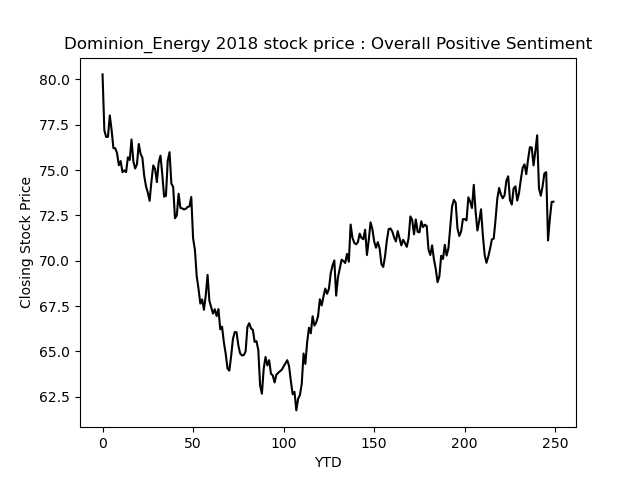 Dominion_Energy 2018 stock price : Overall Positive Sentiment
Closing Stock Price
80.0
77.5
75.0
72.5
70.0
67.5
65.0
62.5
0 50 100 150 200 250
YTD